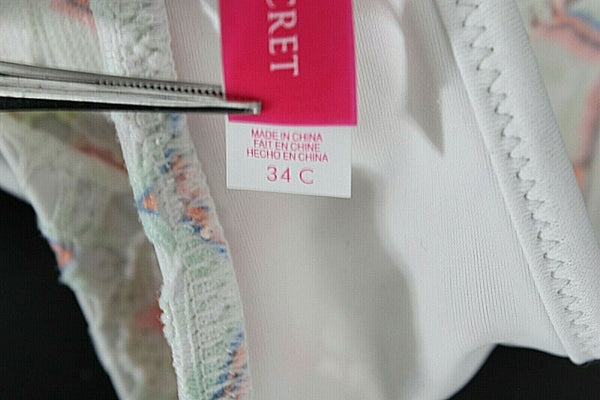 CRET
MADE IN CHINA
FAIT EN CHINE
HECHO EN CHINA
34 C